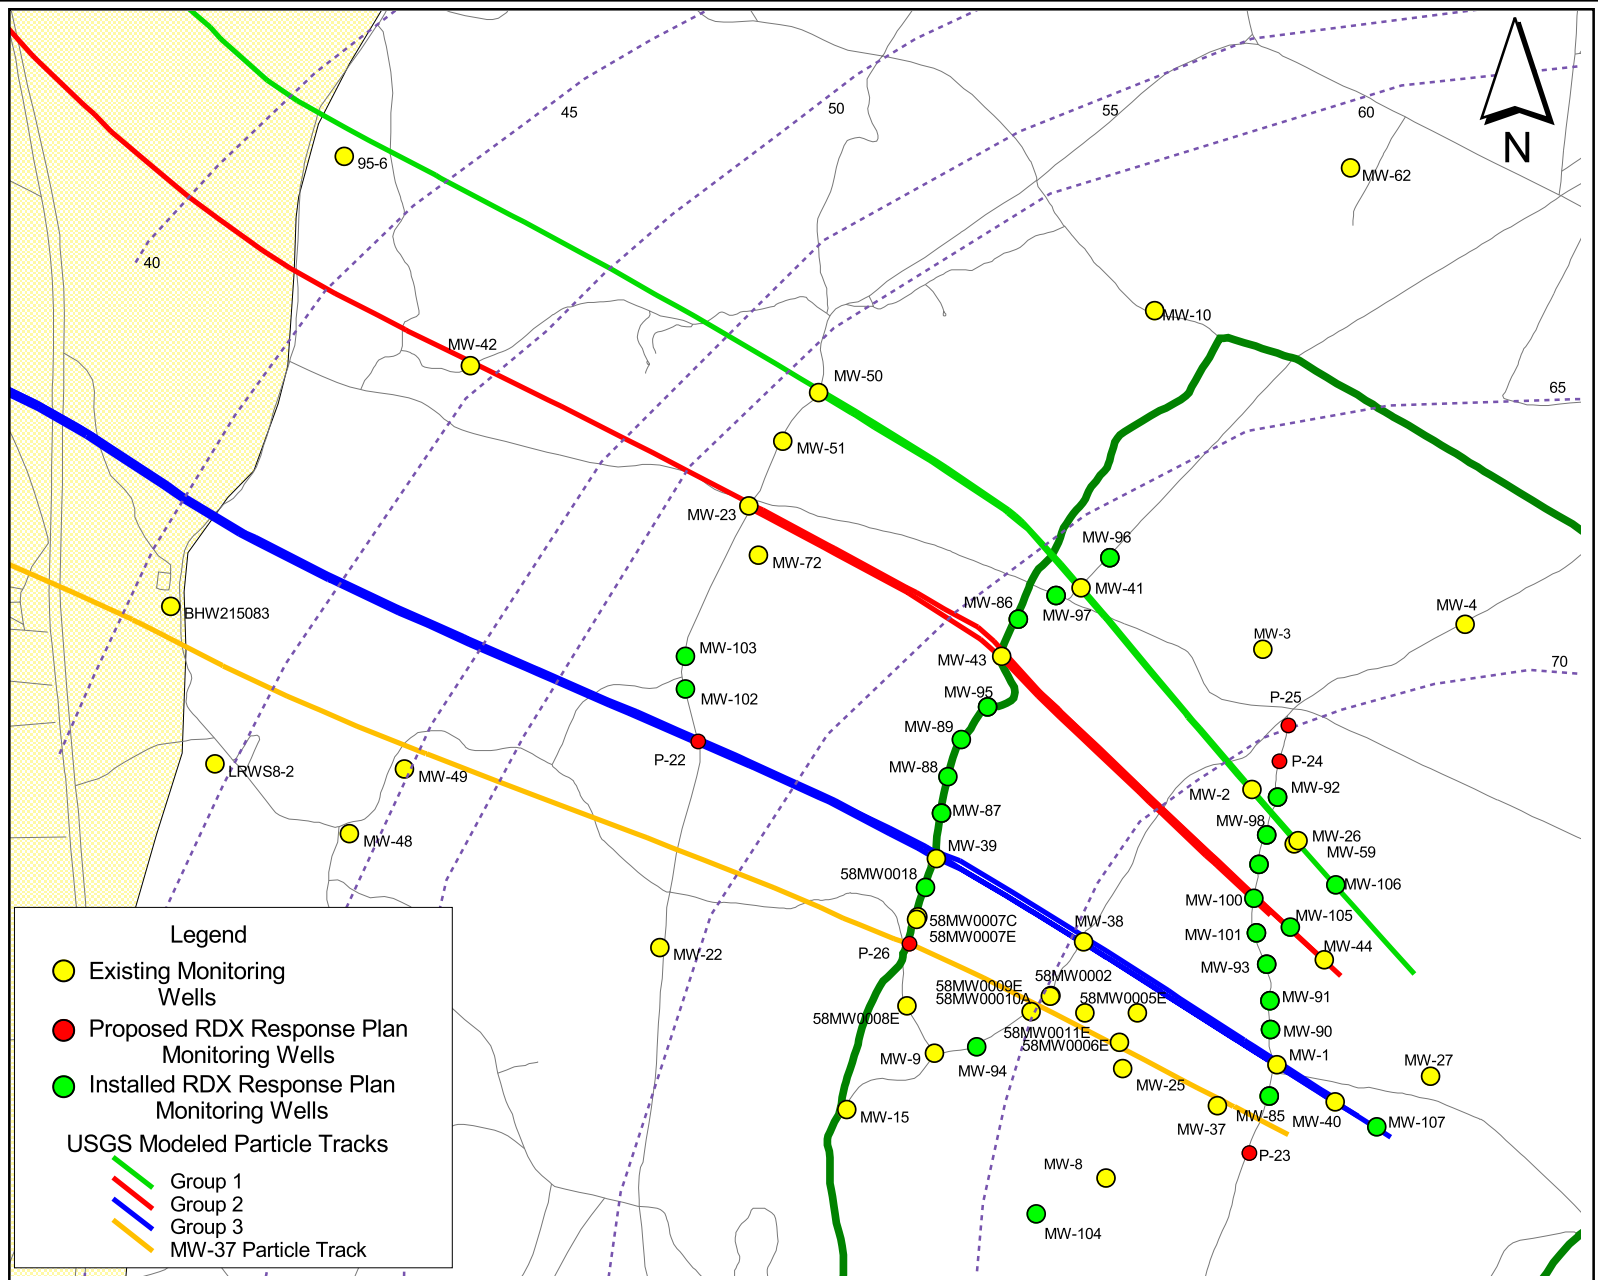 45
50
55
60
N
95-6
MW-62
40
MW-10
MW-42
MW-50
65
MW-51
MW-23
MW-96
MW-72
MW-41
MW-86
MW-97
MW-4
BHW215083
MW-3
MW-103
MW-43
70
MW-102
MW-95
P-25
MW-89
P-22
P-24
LRWS8-2
MW-49
MW-88
MW-92
MW-2
MW-87
MW-98
MW-26
MW-48
MW-39
MW-59
58MW0018
MW-106
MW-100
MW-105
58MW0007C
MW-38
58MW0007E
MW-101
P-26
MW-44
MW-22
MW-93
58MW0002
58MW0009E
58MW00010A
58MW0005E
MW-91
58MW0008E
58MW0011E
MW-90
58MW0006E
MW-9
MW-94
MW-1
MW-27
MW-25
MW-15
MW-85
MW-40
MW-107
MW-37
P-23
MW-8
MW-104
Legend
Existing Monitoring
Wells
Proposed RDX Response Plan
Monitoring Wells
Installed RDX Response Plan
Monitoring Wells
USGS Modeled Particle Tracks
Group 1
Group 2
Group 3
MW-37 Particle Track